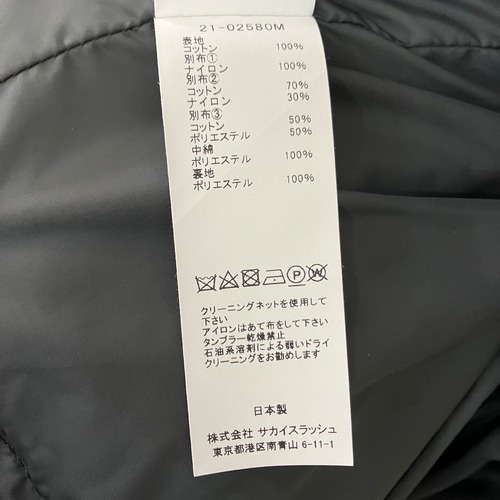 21-02580M
表地
コットン 100%
別布①
ナイロン 100%
別布②
コットン 70%
ナイロン 30%
別布③
コットン 50%
ポリエステル 50%
中綿
ポリエステル 100%
裏地
ポリエステル 100%
P W
クリーニングネットを使用して
下さい
アイロンはあて布をして下さい
タンブラー乾燥禁止
石油系溶剤による弱いドライ
クリーニングをお勧めします
日本製
株式会社 サカイスラッシュ
東京都港区南青山 6-11-1